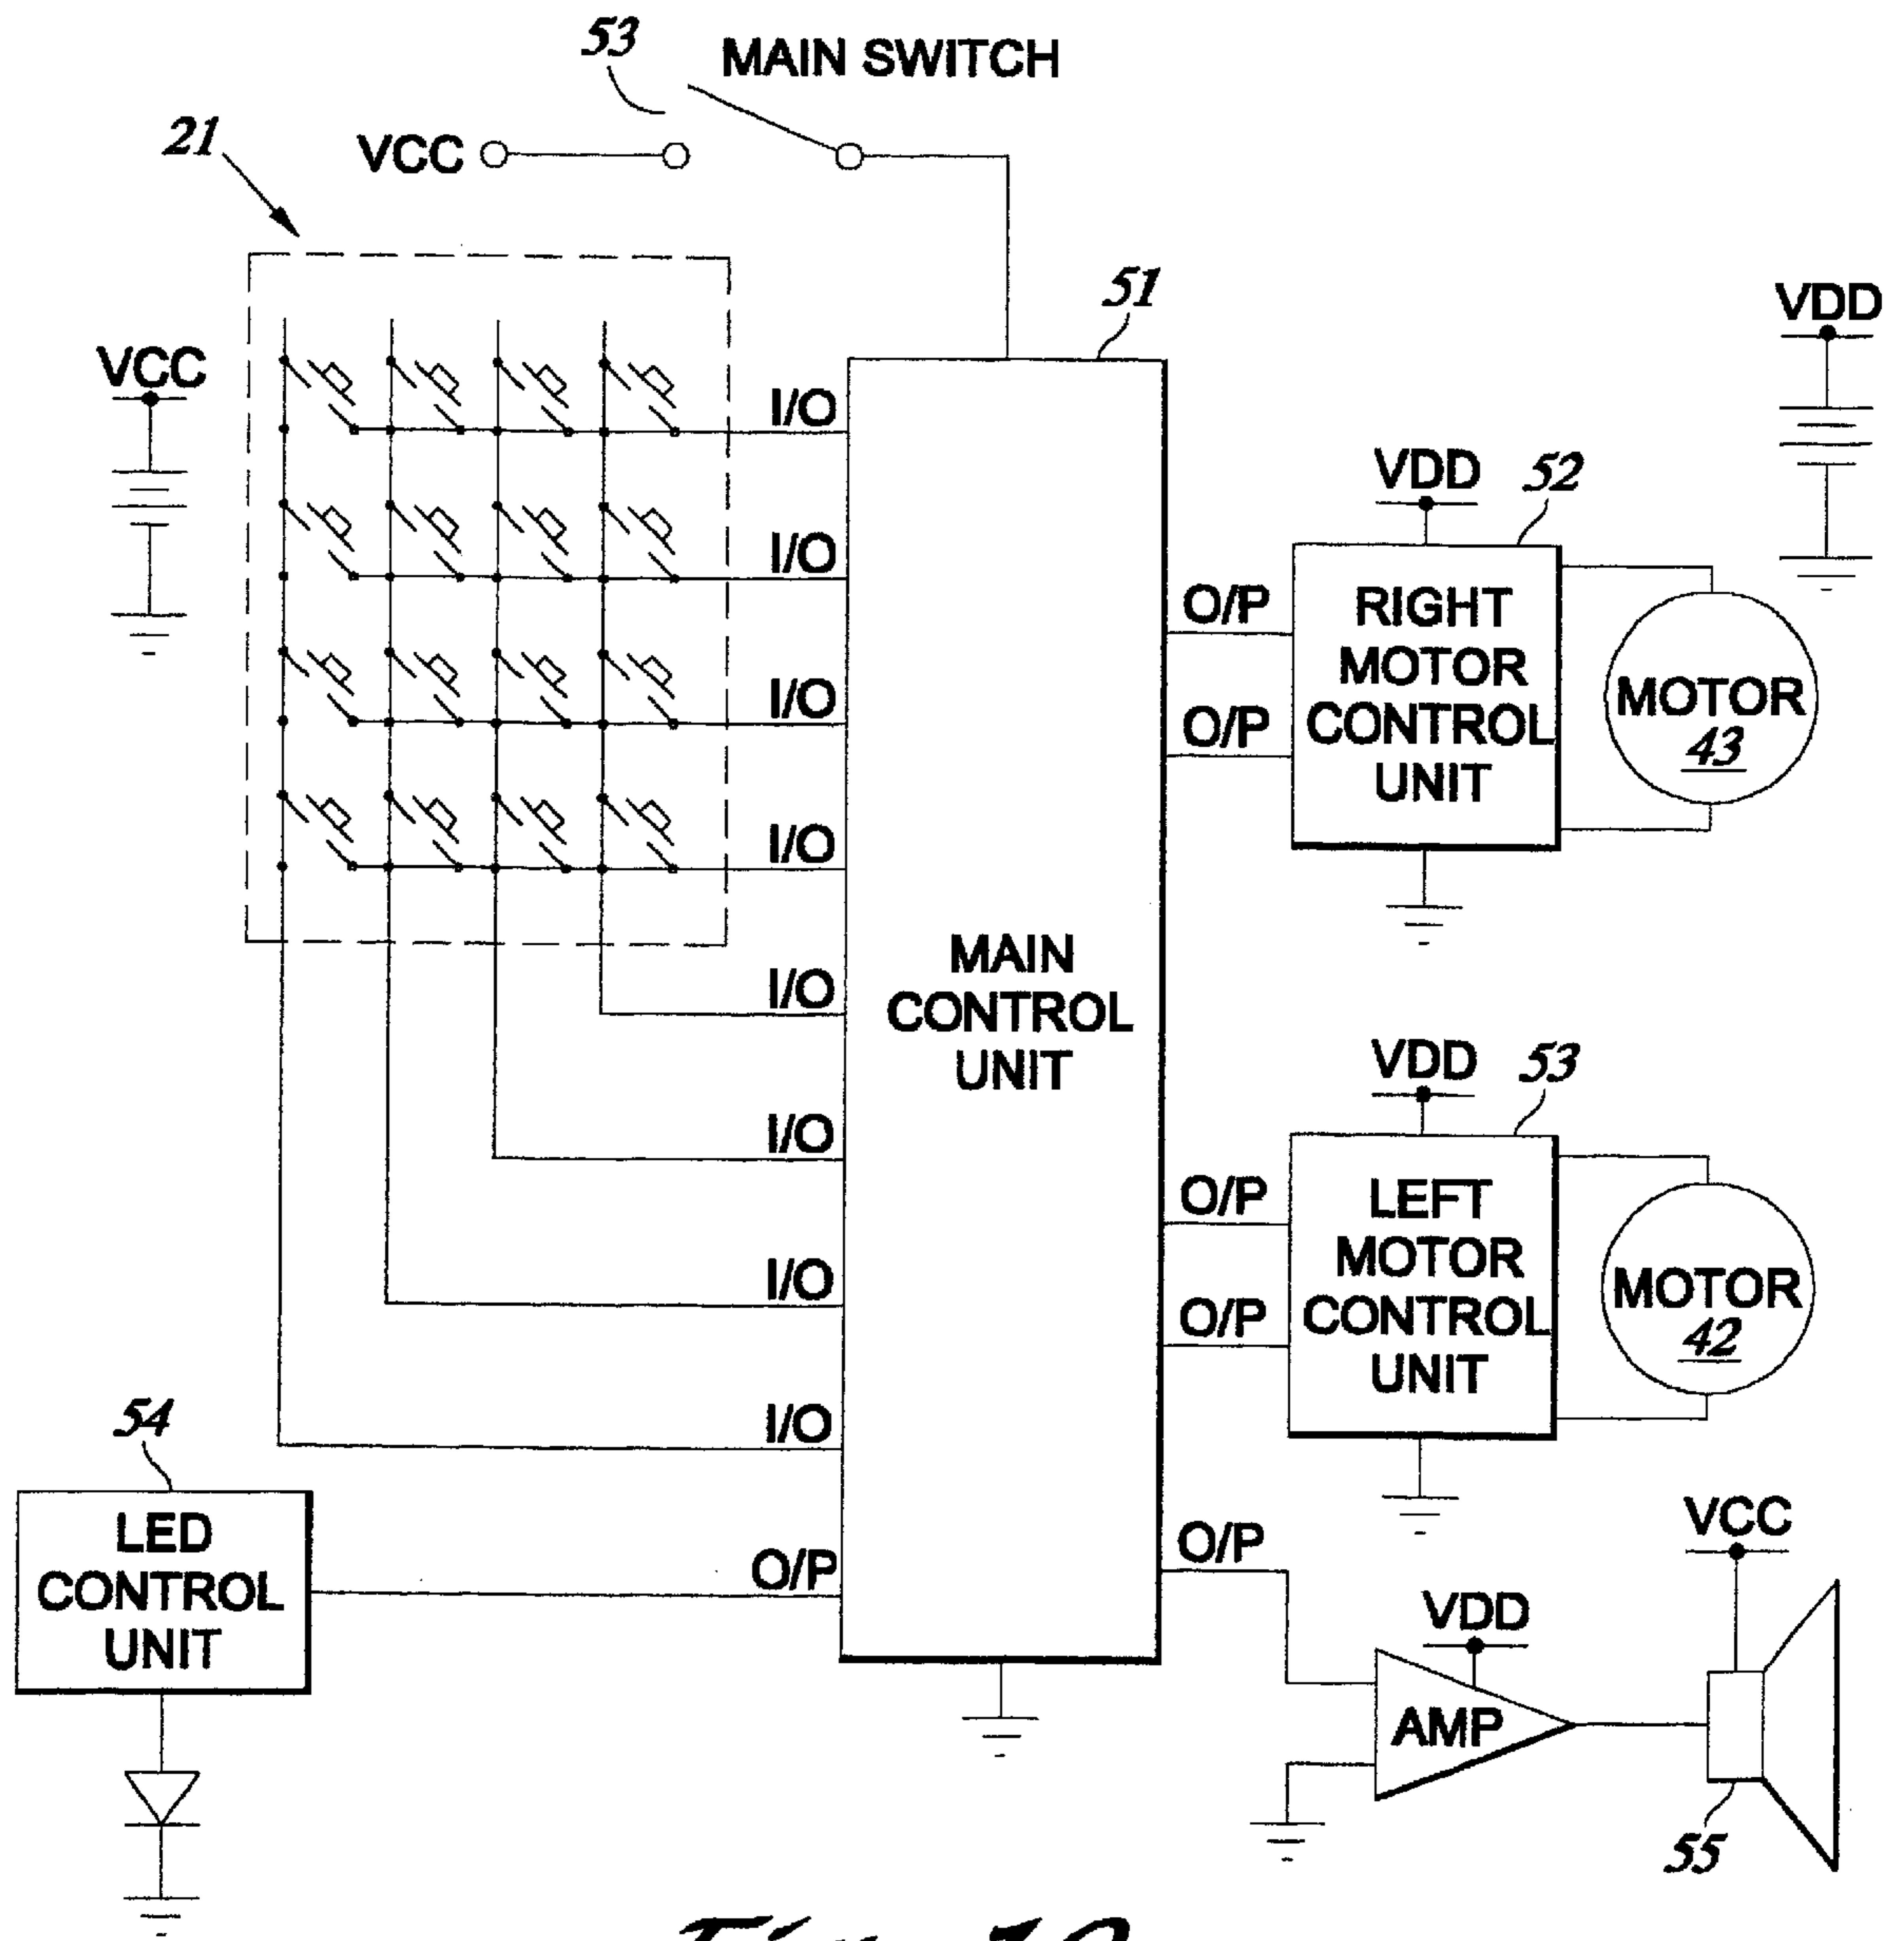 53
MAIN SWITCH
21
VCC
51
VDD
VCC
I/O
VDD
52
I/O
O/P
RIGHT
MOTOR
CONTROL
UNIT
MOTOR
43
I/O
O/P
I/O
MAIN
CONTROL
UNIT
I/O
VDD
53
I/O
O/P
LEFT
MOTOR
CONTROL
UNIT
MOTOR
42
I/O
O/P
I/O
54
LED
CONTROL
UNIT
O/P
O/P
VCC
VDD
AMP
55